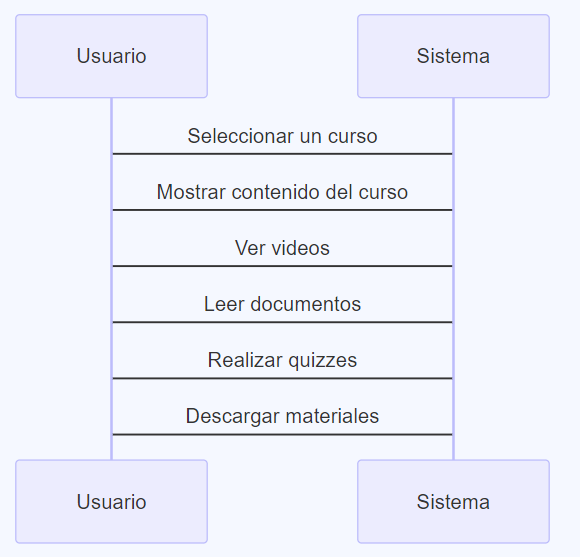 Usuario
Sistema
Seleccionar un curso
Mostrar contenido del curso
Ver videos
Leer documentos
Realizar quizzes
Descargar materiales
Usuario
Sistema